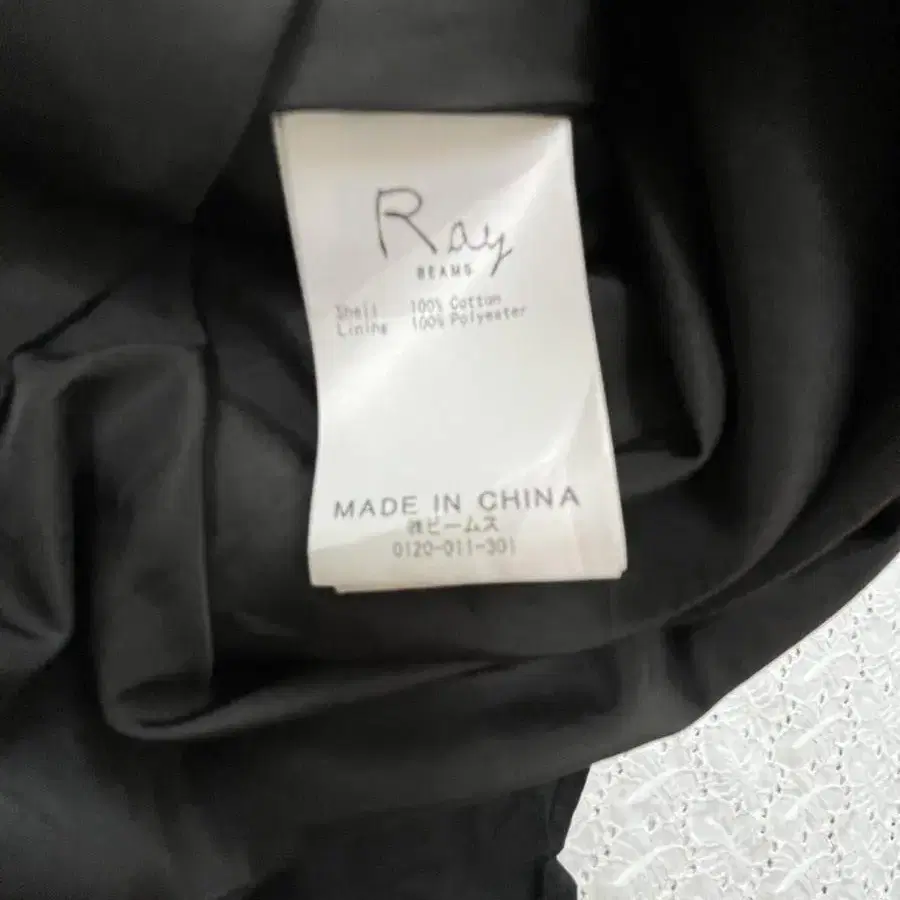 Ray
BEAMS
Shell 100% Cotton
Lining 100% Polyester
MADE IN CHINA
㈱ビームス
0120-011-301